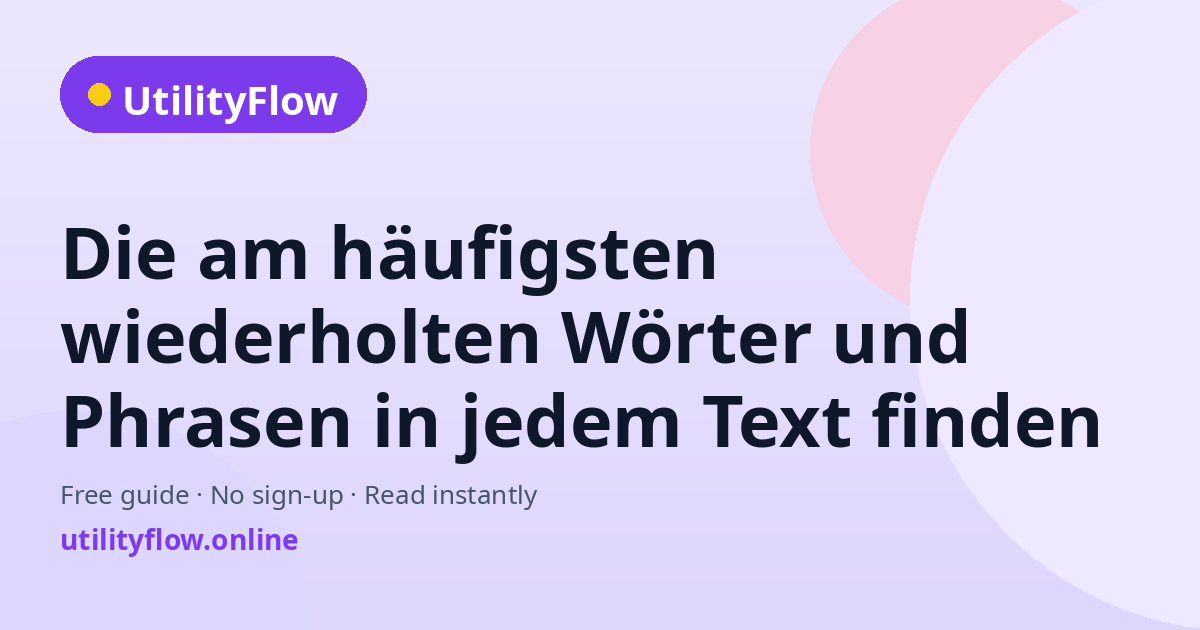 UtilityFlow
Die am häufigsten
wiederholten Wörter und
Phrasen in jedem Text finden
Free guide · No sign-up · Read instantly
utilityflow.online